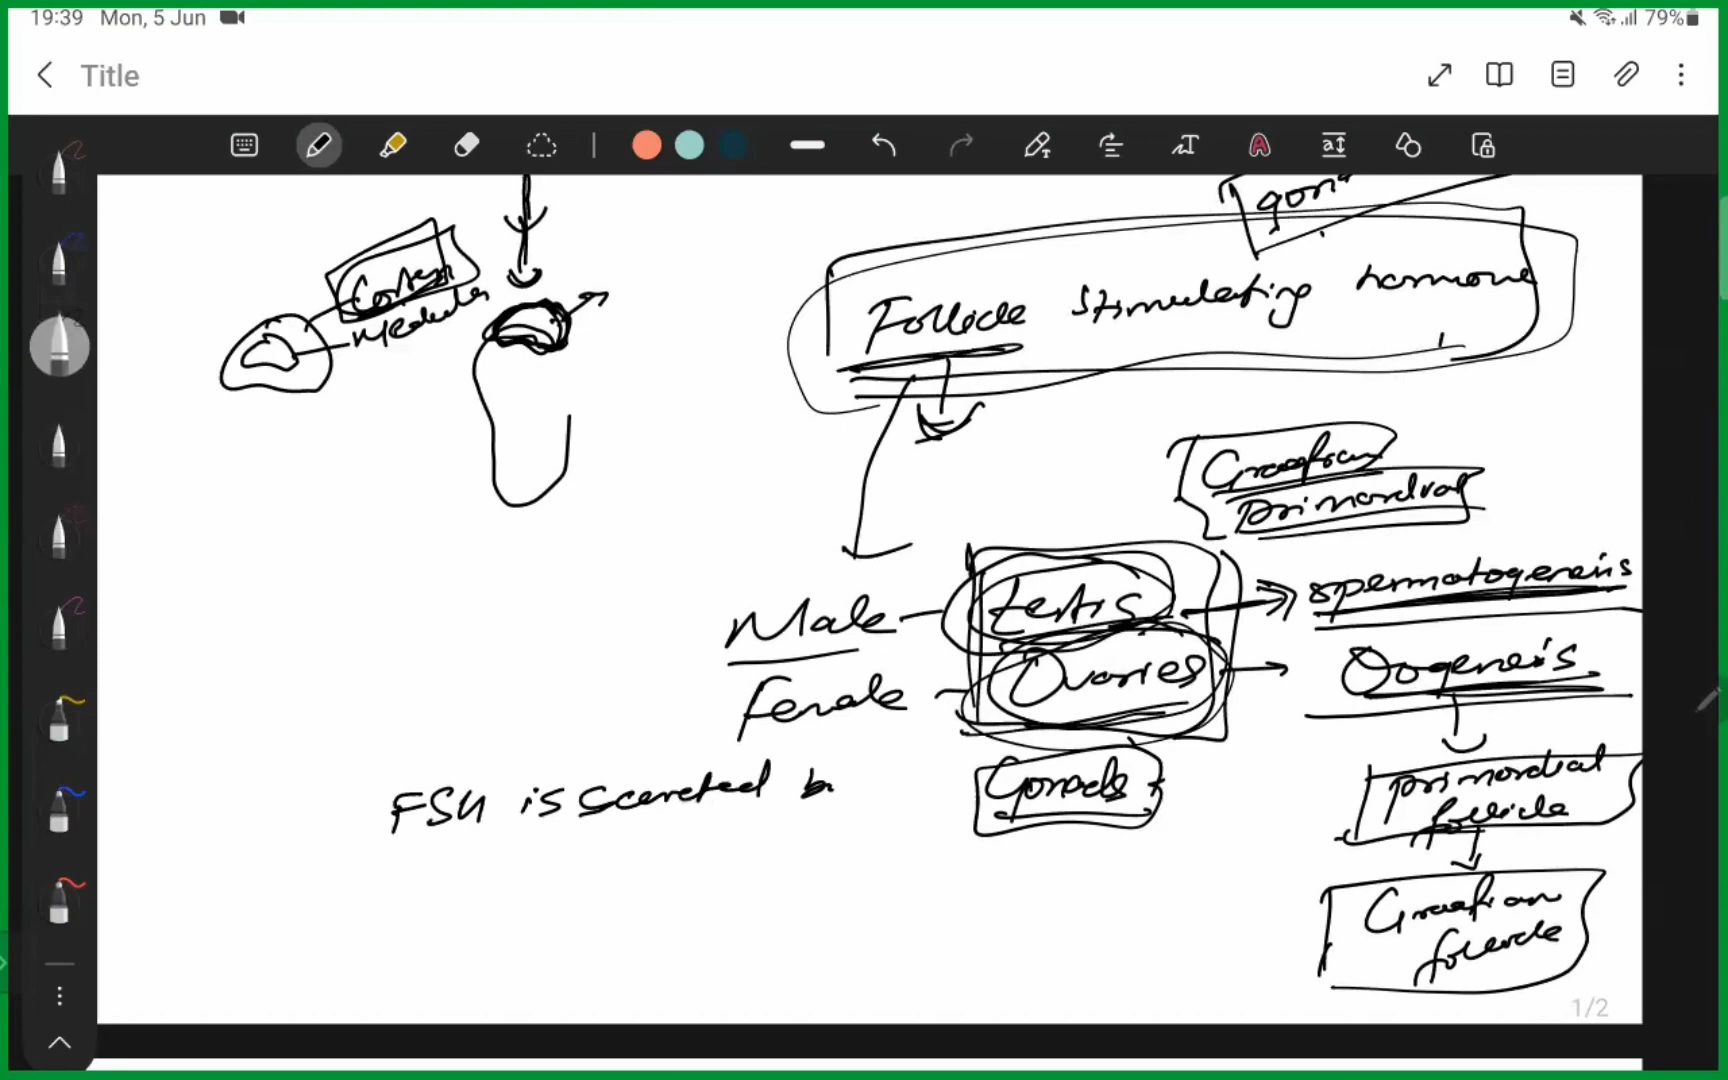 19:39 Mon, 5 Jun
79%
Title
Cortex
Medulla
Follicle stimulating hormone
Graafian
primordial
Male testis spermatogenesis
Female Ovaries Oogenesis
Gonads
FSH is secreted b
primordial
follicle
Graafian
follicle
1/2